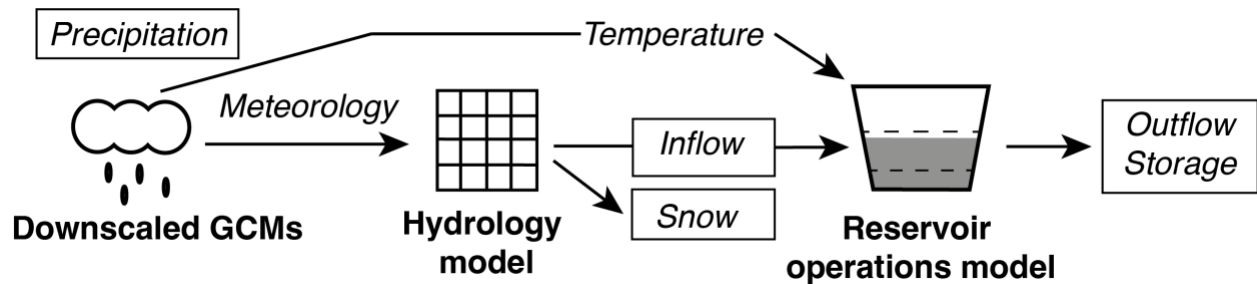 Precipitation
Temperature
Meteorology
Inflow
Snow
Outflow
Storage
Downscaled GCMs
Hydrology
model
Reservoir
operations model